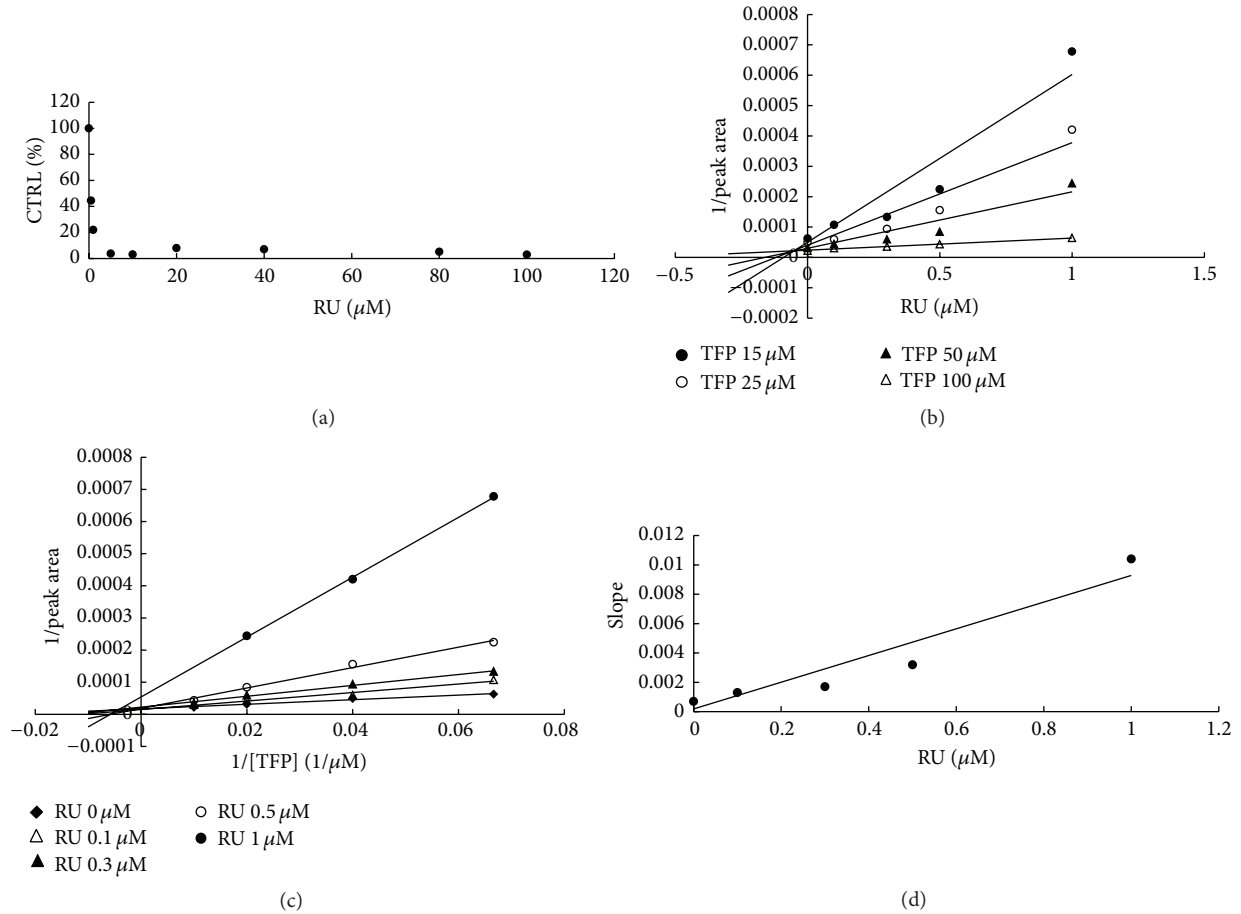 120
100
80
60
40
20
0
CTRL (%)
0 20 40 60 80 100 120
RU (μM)
(a)
0.0008
0.0007
0.0006
0.0005
0.0004
0.0003
0.0002
0.0001
0
−0.0001
−0.0002
1/peak area
−0.5 0 0.5 1 1.5
RU (μM)
TFP 15 μM
TFP 25 μM
TFP 50 μM
TFP 100 μM
(b)
0.0008
0.0007
0.0006
0.0005
0.0004
0.0003
0.0002
0.0001
0
−0.0001
1/peak area
−0.02 0 0.02 0.04 0.06 0.08
1/[TFP] (1/μM)
RU 0 μM
RU 0.1 μM
RU 0.3 μM
RU 0.5 μM
RU 1 μM
(c)
0.012
0.01
0.008
0.006
0.004
0.002
0
Slope
0 0.2 0.4 0.6 0.8 1 1.2
RU (μM)
(d)